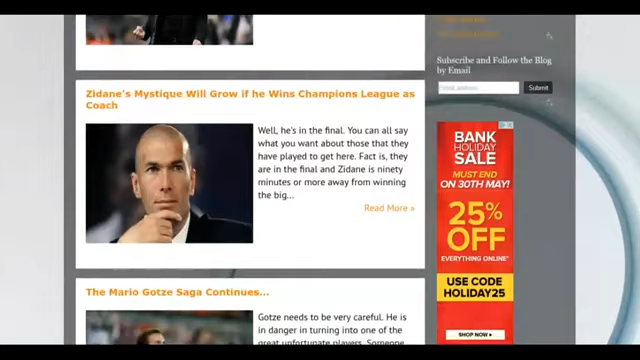 Subscribe and Follow the Blog
by Email
Submit
Zidane's Mystique Will Grow if he Wins Champions League as
Coach
Well, he's in the final. You can all say
what you want about those that they
have played to get here. Fact is, they
are in the final and Zidane is ninety
minutes or more away from winning
the big...
Read More »
BANK
HOLIDAY
SALE
MUST END
ON 30TH MAY!
25%
OFF
EVERYTHING ONLINE*
USE CODE
HOLIDAY25
SHOP NOW ►
The Mario Gotze Saga Continues...
Gotze needs to be very careful. He is
in danger in turning into one of the
great unfortunate players. Someone